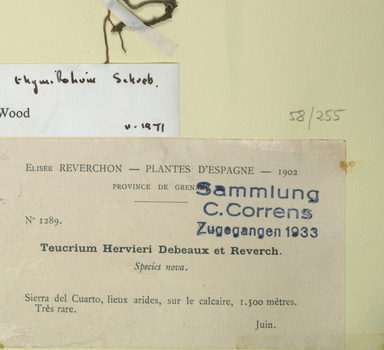 thymifolium Schreb.
Wood
v-1971
58/255
Elisée REVERCHON — PLANTES D'ESPAGNE — 1902
PROVINCE DE GREN
Sammlung
C. Correns
Zugegangen 1933
N° 1289.
Teucrium Hervieri Debeaux et Reverch.
Species nova.
Sierra del Cuarto, lieux arides, sur le calcaire, 1.500 mètres.
Très rare.
Juin.